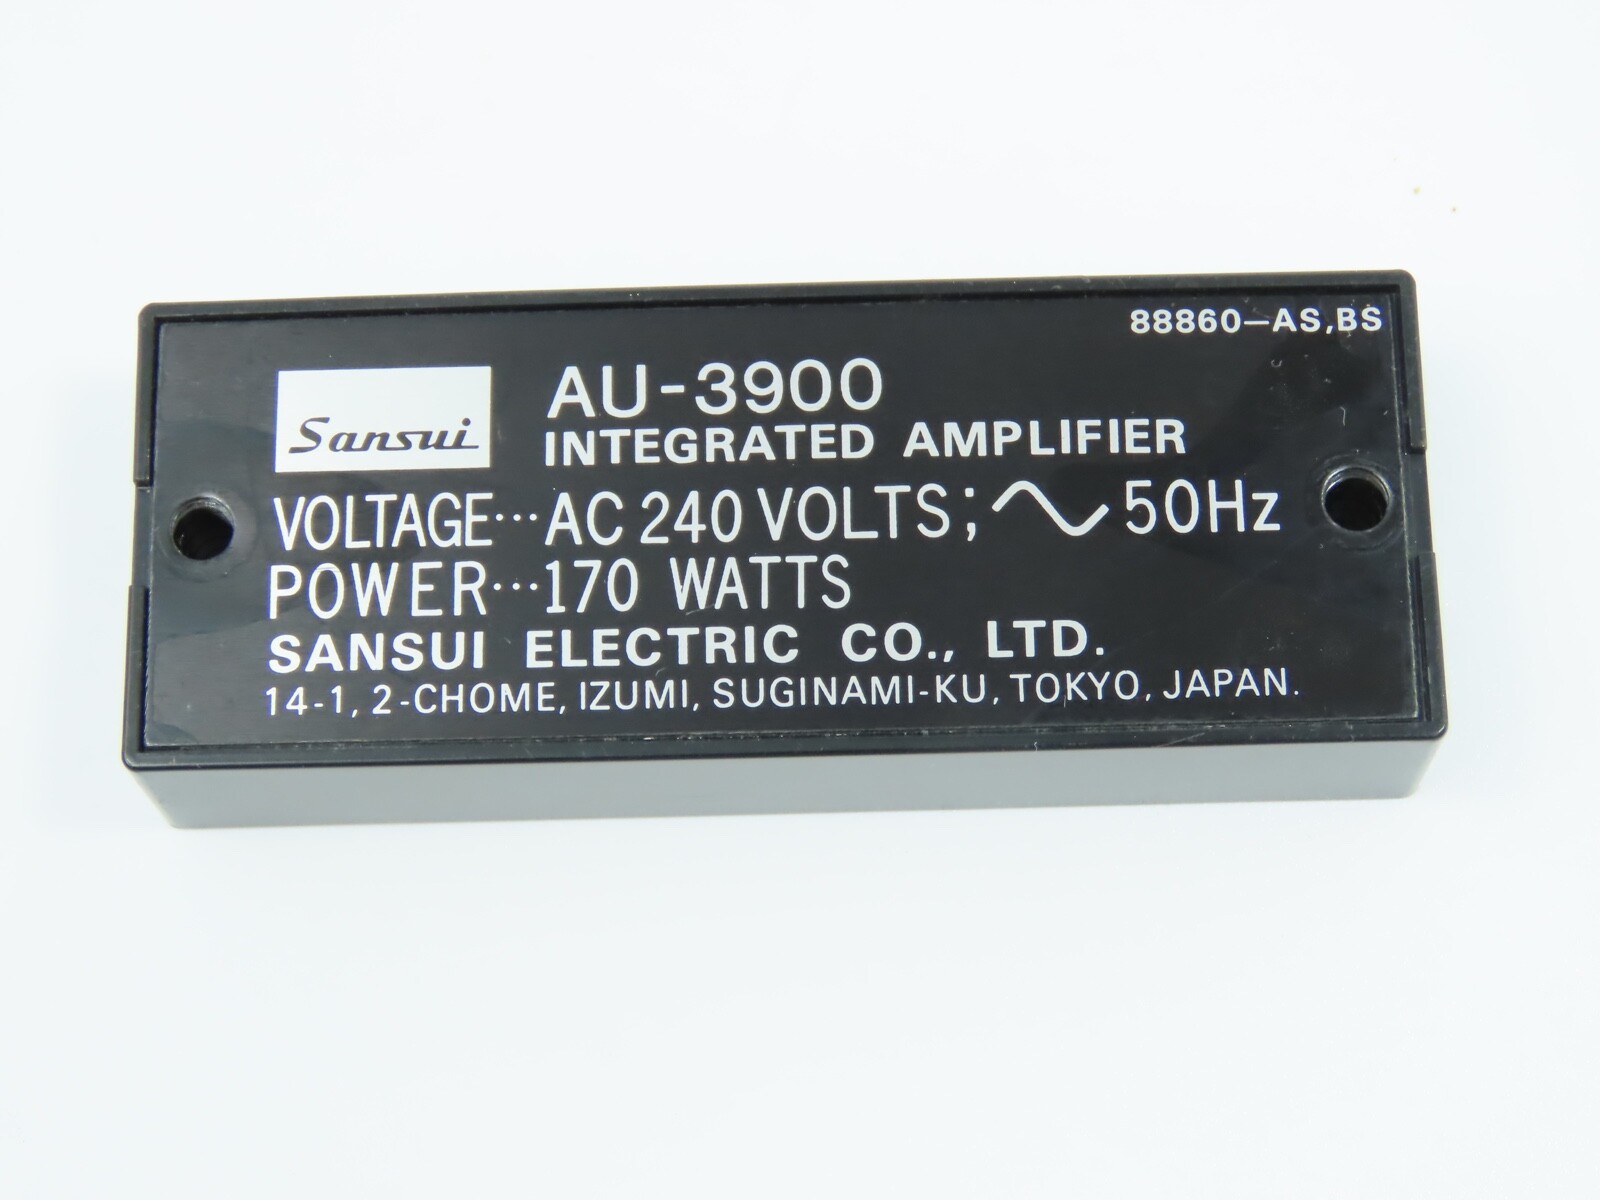 88860–AS,BS
Sansui
AU-3900
INTEGRATED AMPLIFIER
VOLTAGE···AC 240 VOLTS; ∿ 50Hz
POWER···170 WATTS
SANSUI ELECTRIC CO., LTD.
14-1, 2-CHOME, IZUMI, SUGINAMI-KU, TOKYO, JAPAN.